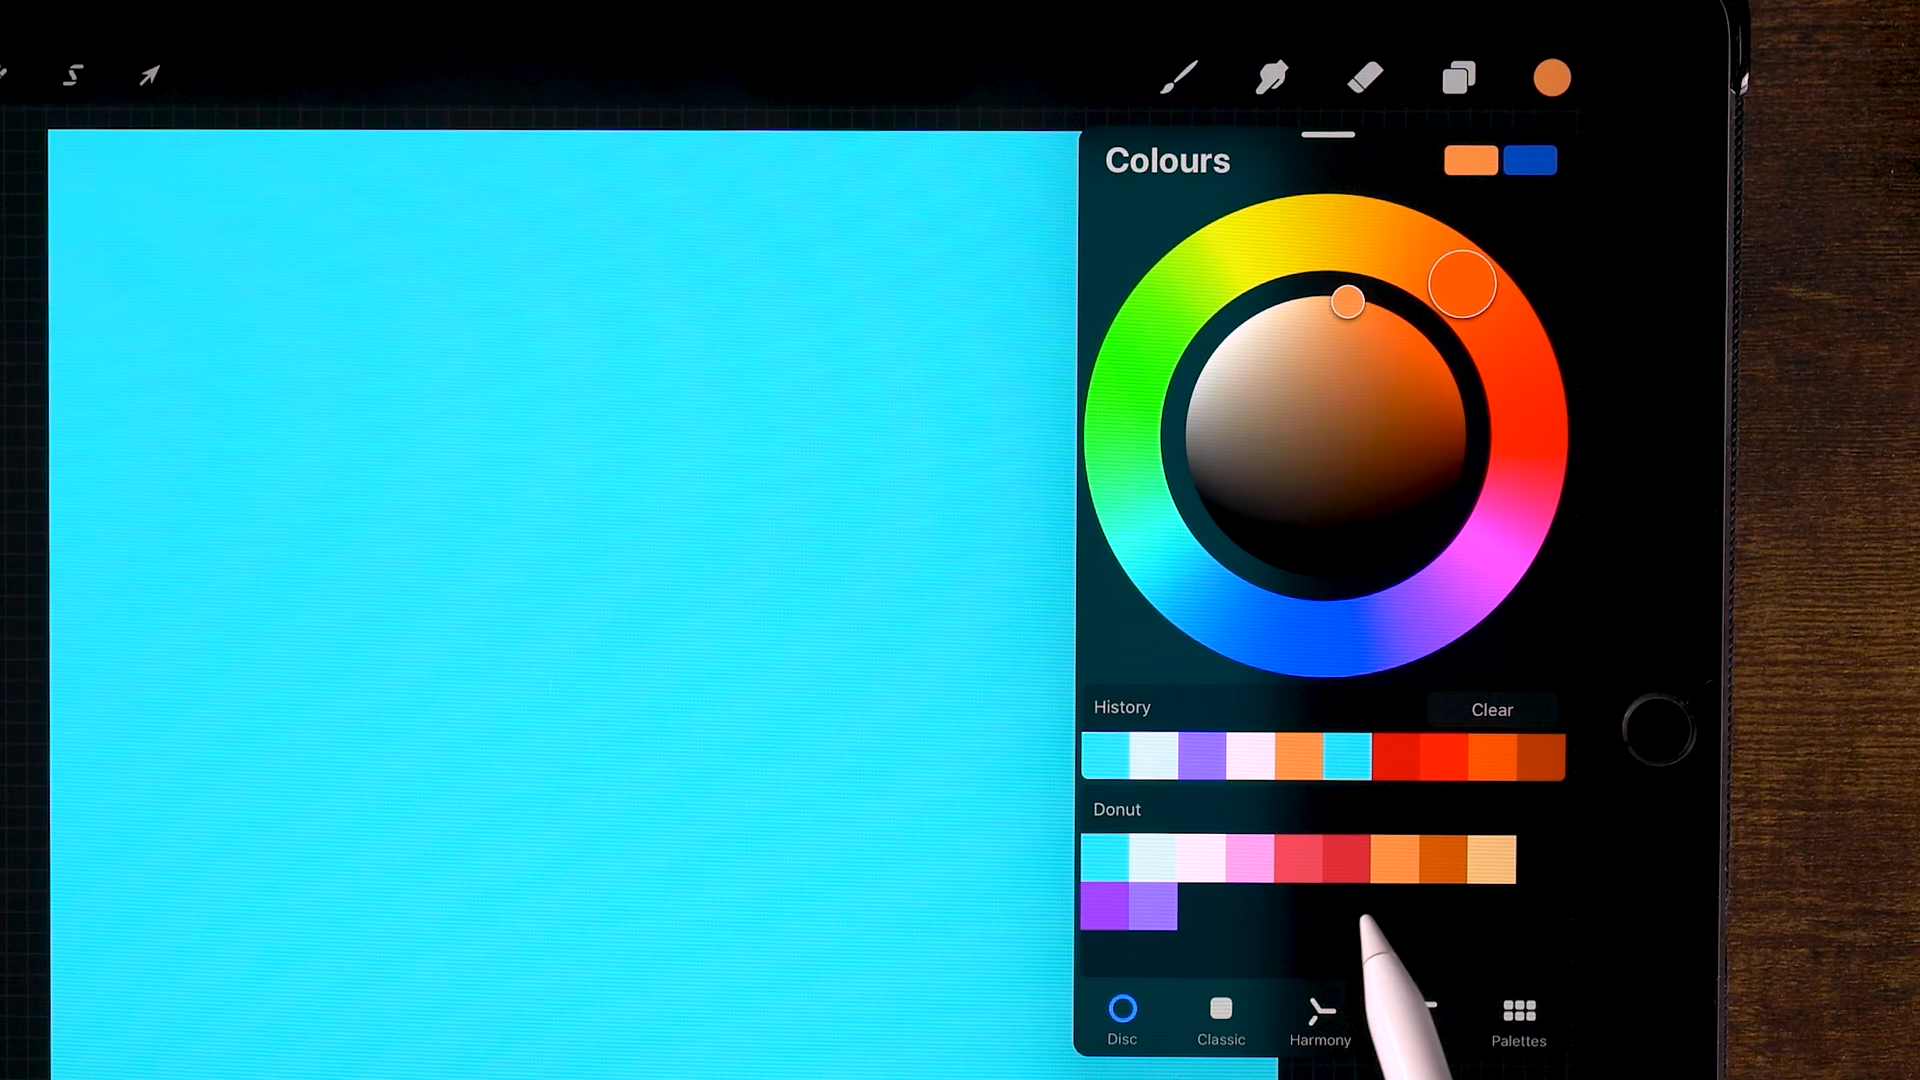 Colours
History
Clear
Donut
Disc
Classic
Harmony
Palettes